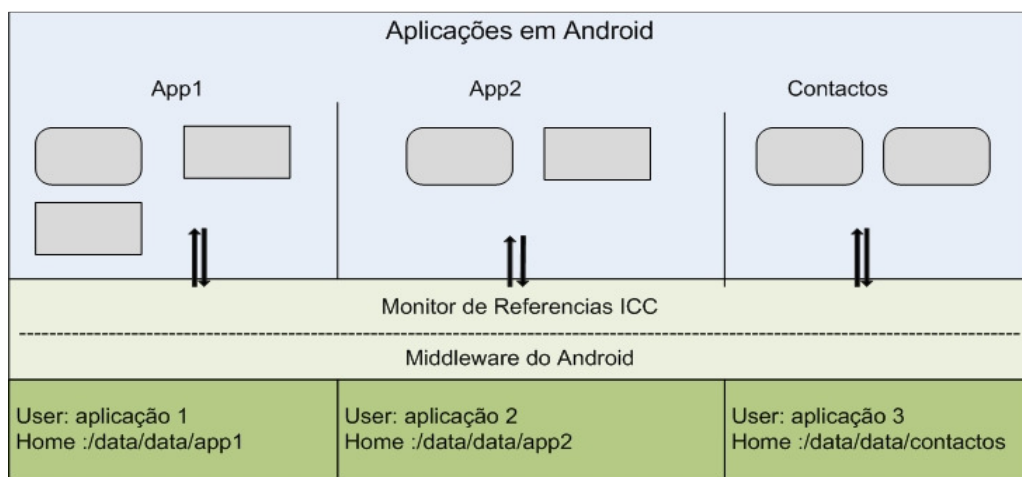 Aplicações em Android
App1
App2
Contactos
Monitor de Referencias ICC
Middleware do Android
User: aplicação 1
Home :/data/data/app1
User: aplicação 2
Home :/data/data/app2
User: aplicação 3
Home :/data/data/contactos